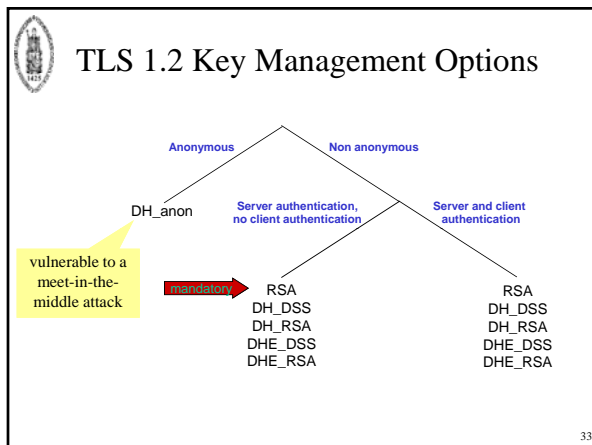 1425
TLS 1.2 Key Management Options
Anonymous
Non anonymous
DH_anon
Server authentication,
no client authentication
Server and client
authentication
vulnerable to a
meet-in-the-
middle attack
mandatory
RSA
DH_DSS
DH_RSA
DHE_DSS
DHE_RSA
RSA
DH_DSS
DH_RSA
DHE_DSS
DHE_RSA
33